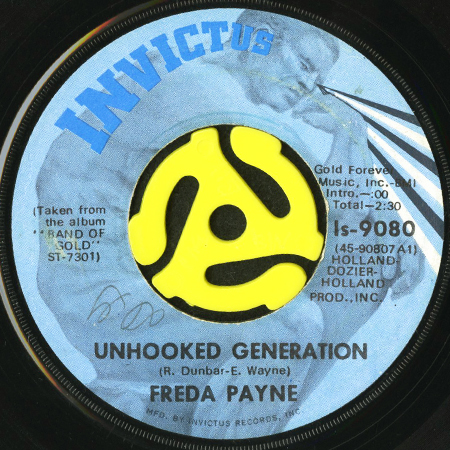 INVICTUS
Gold Forever
Music, Inc.-BMI
Intro.—:00
Total—2:30
Is-9080
(45-90807A1)
HOLLAND-
DOZIER-
HOLLAND
PROD., INC.
(Taken from
the album
"BAND OF
GOLD"
ST-7301)
UNHOOKED GENERATION
(R. Dunbar-E. Wayne)
FREDA PAYNE
MFD. BY INVICTUS RECORDS, INC.